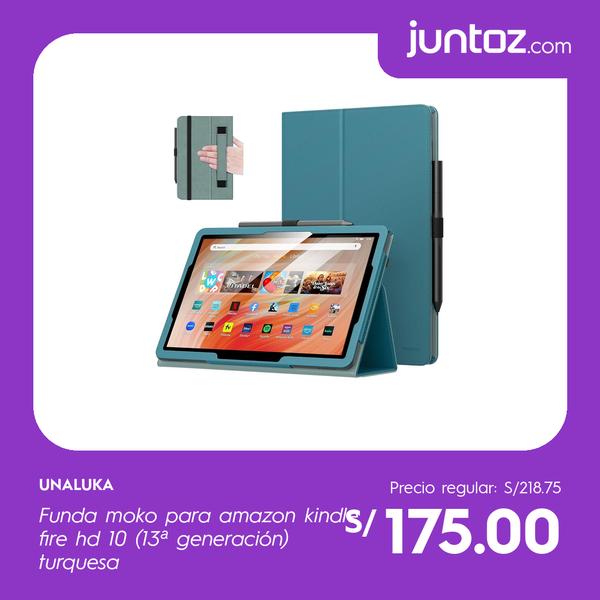 juntoz.com
UNALUKA
Funda moko para amazon kindle
fire hd 10 (13ª generación)
turquesa
Precio regular: S/218.75
S/ 175.00